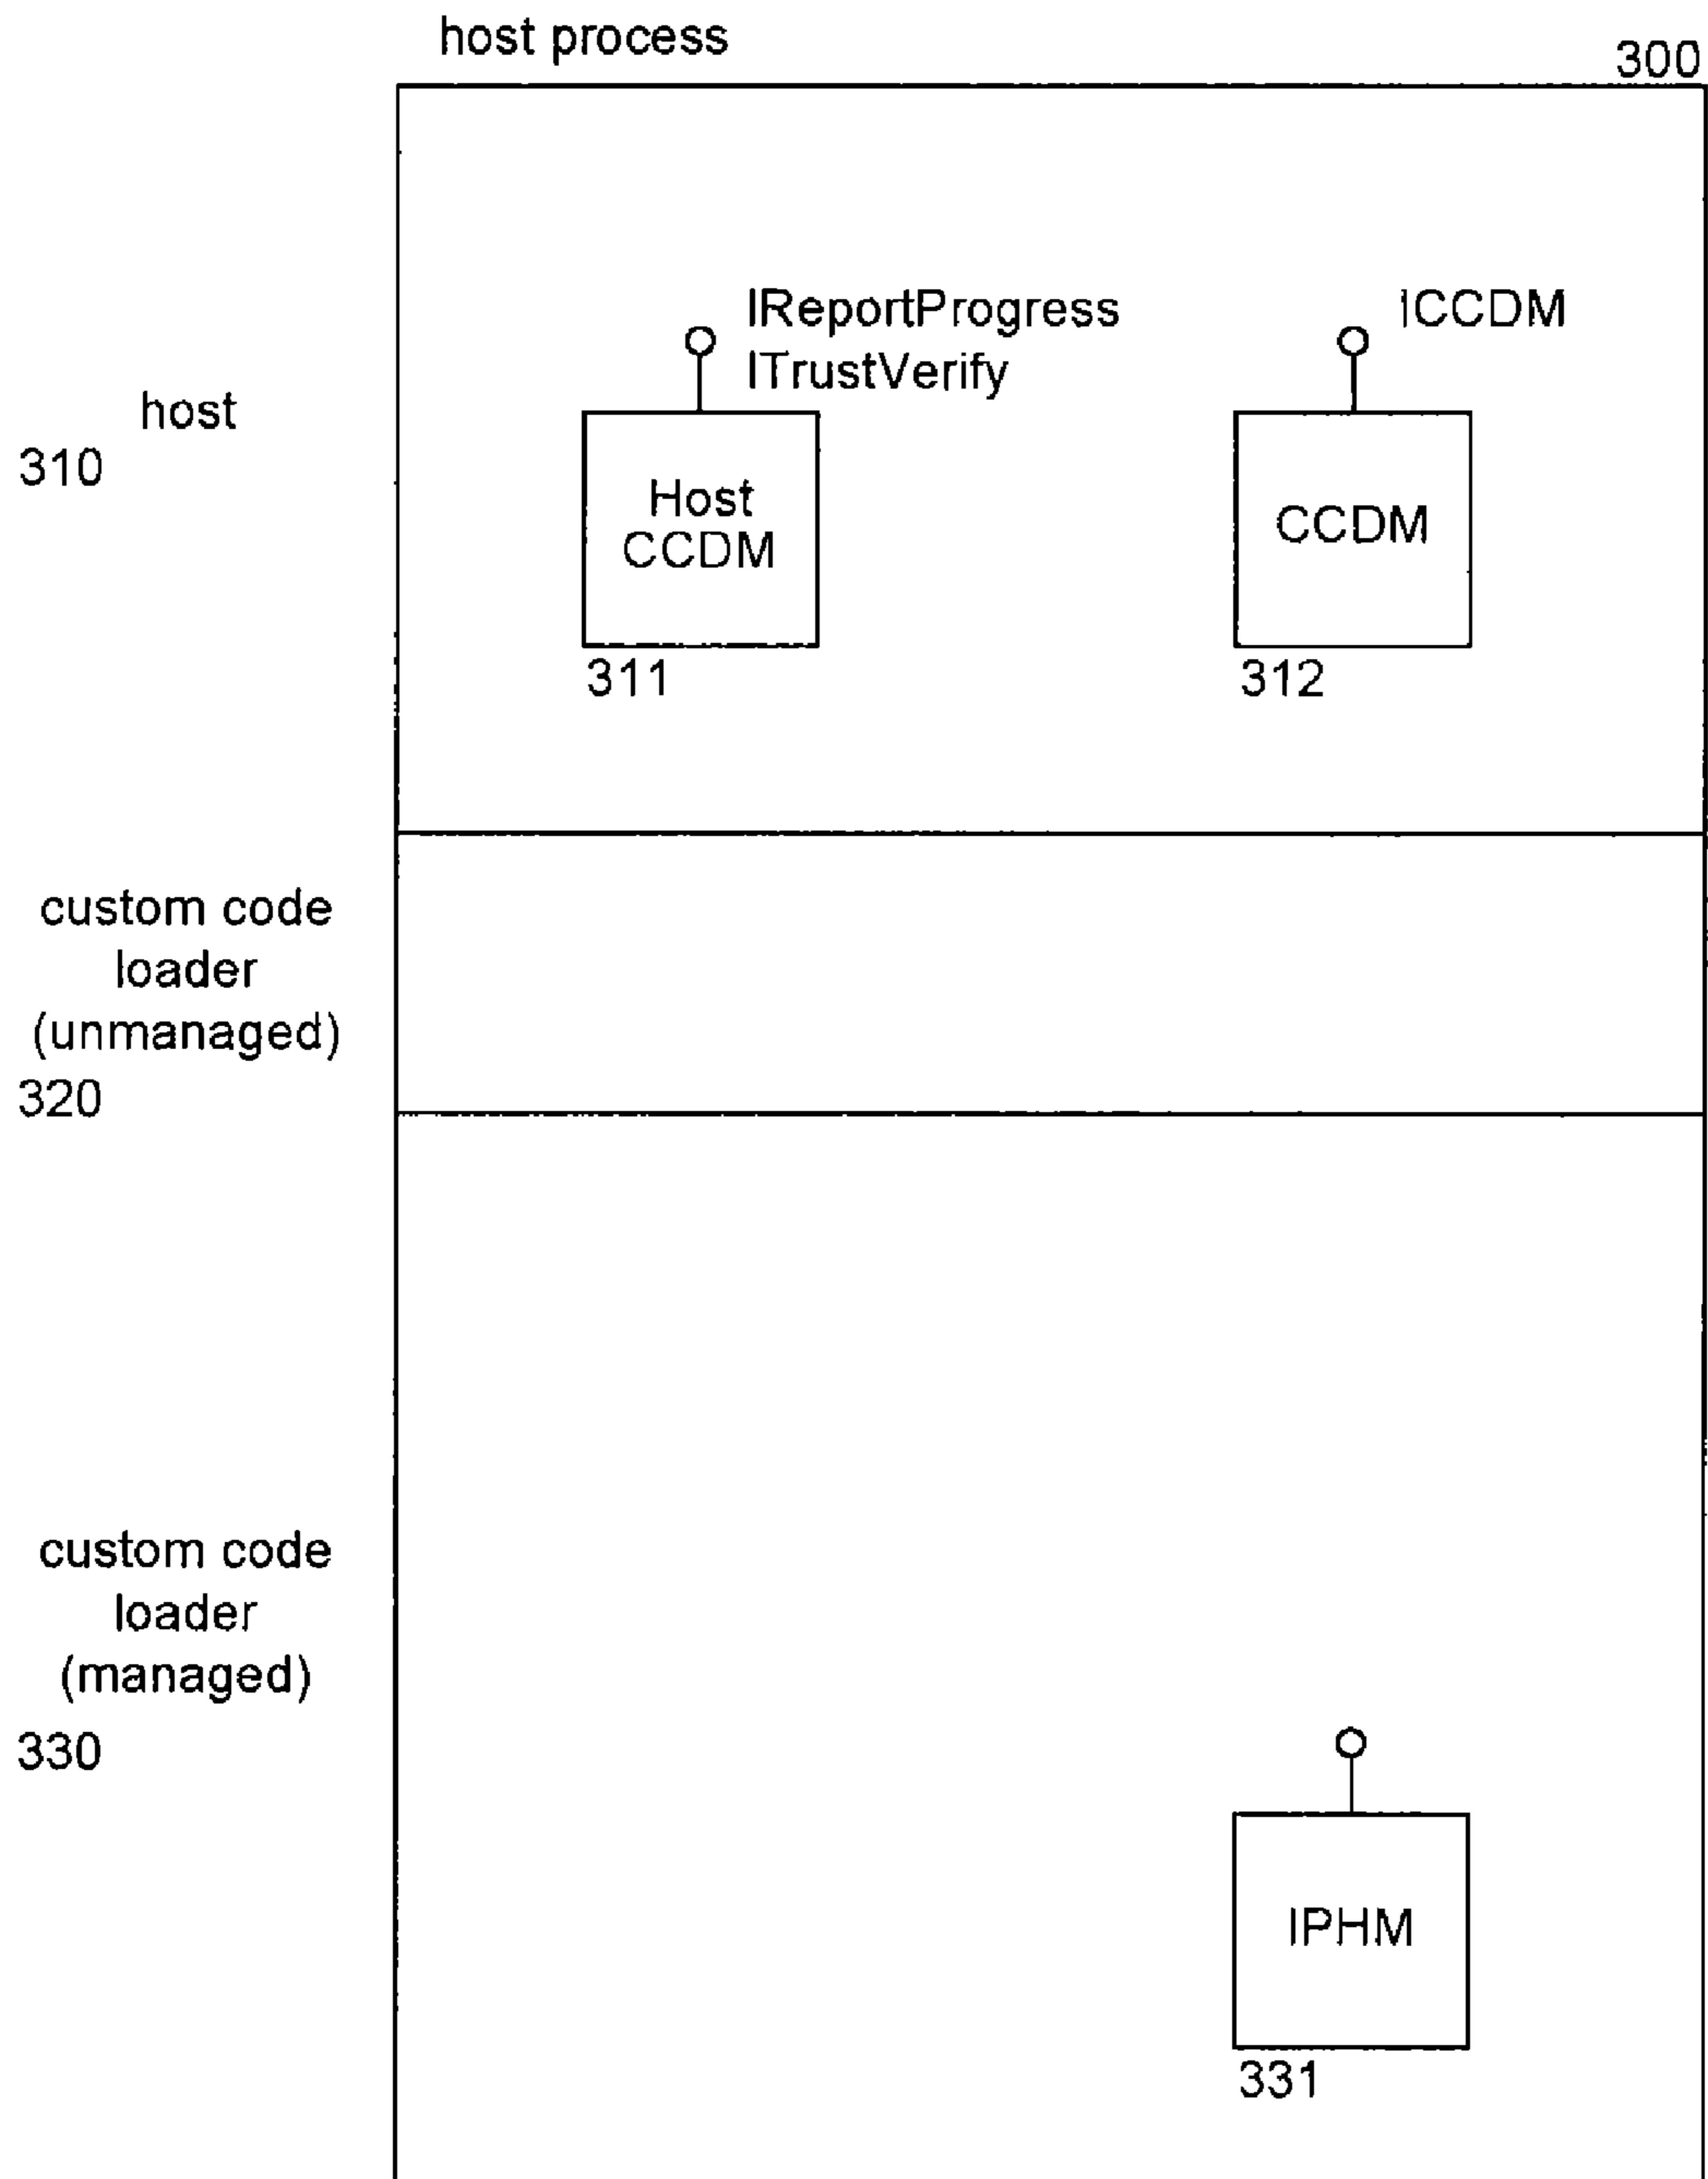 host process
300
IReportProgress
ITrustVerify
ICCDM
host
310
Host
CCDM
CCDM
311
312
custom code
loader
(unmanaged)
320
custom code
loader
(managed)
330
IPHM
331